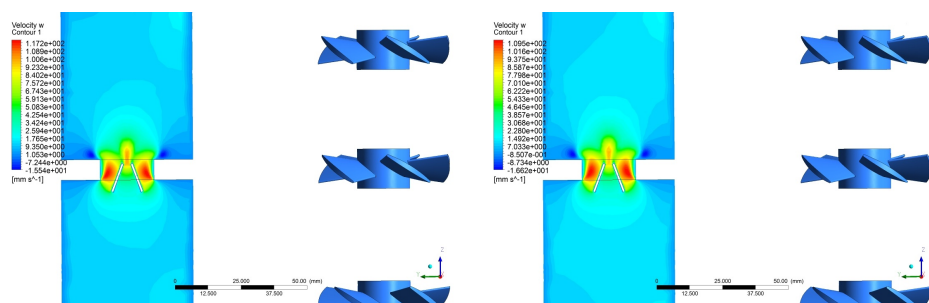 Velocity w
Contour 1
1.172e+002
1.089e+002
1.006e+002
9.232e+001
8.402e+001
7.572e+001
6.743e+001
5.913e+001
5.083e+001
4.254e+001
3.424e+001
2.594e+001
1.765e+001
9.350e+000
1.053e+000
-7.244e+000
-1.554e+001
[mm s^-1]
0
25.000
50.00
(mm)
12.500
37.500
Z
Y
Velocity w
Contour 1
1.095e+002
1.016e+002
9.375e+001
8.587e+001
7.798e+001
7.010e+001
6.222e+001
5.433e+001
4.645e+001
3.857e+001
3.068e+001
2.280e+001
1.492e+001
7.033e+000
-8.507e-001
-8.734e+000
-1.662e+001
[mm s^-1]
0
25.000
50.00
(mm)
12.500
37.500
Z
Y